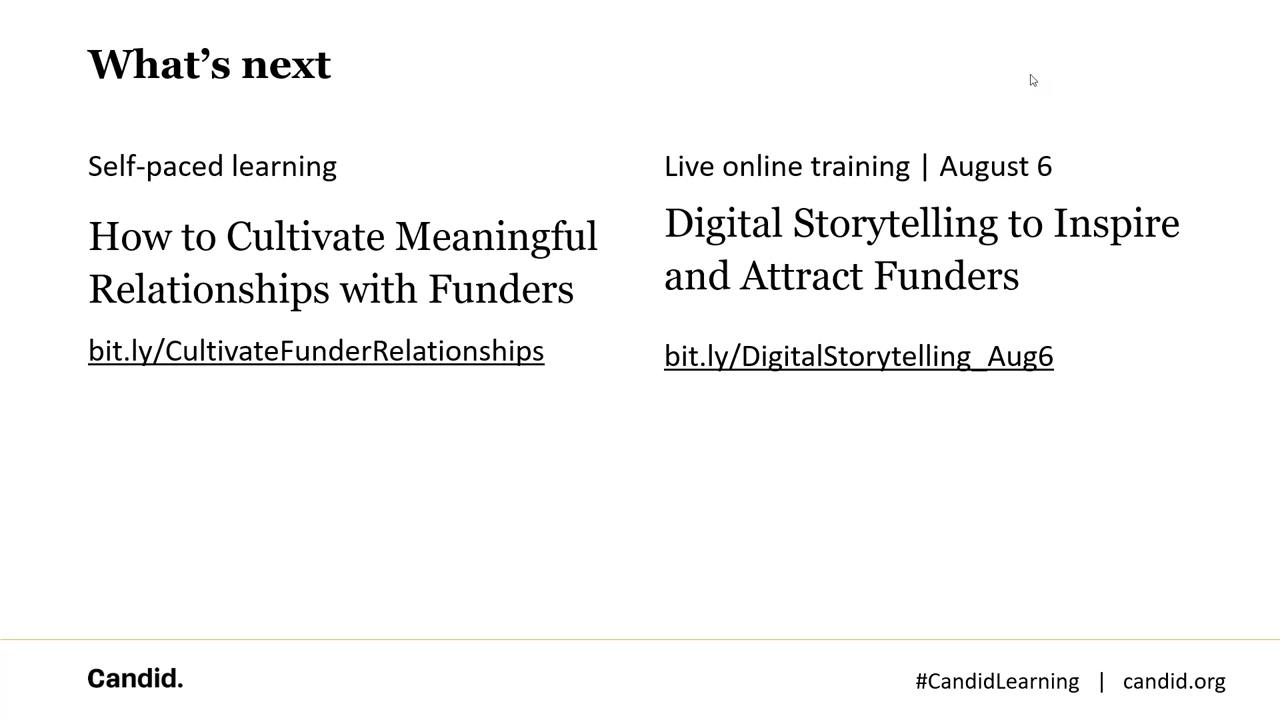 What’s next
Self-paced learning
How to Cultivate Meaningful
Relationships with Funders
bit.ly/CultivateFunderRelationships
Live online training | August 6
Digital Storytelling to Inspire
and Attract Funders
bit.ly/DigitalStorytelling_Aug6
Candid.
#CandidLearning | candid.org